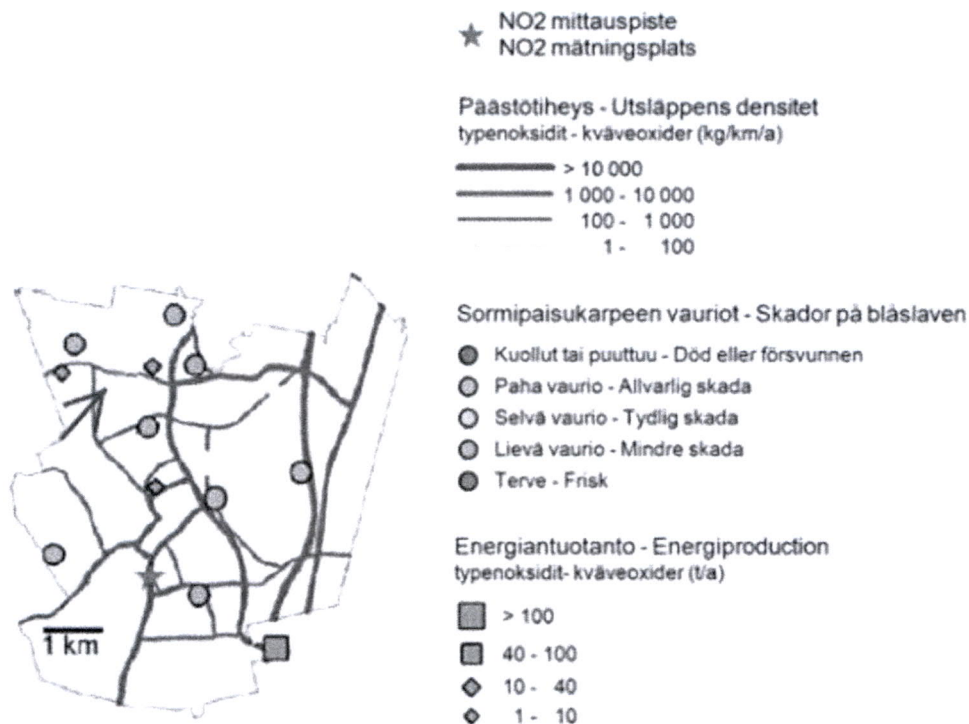 NO2 mittauspiste
NO2 mätningsplats
Päästötiheys - Utsläppens densitet
typenoksidit - kväveoxider (kg/km/a)
> 10 000
1 000 - 10 000
100 - 1 000
1 - 100
Sormipaisukarpeen vauriot - Skador på blåslaven
Kuollut tai puuttuu - Död eller försvunnen
Paha vaurio - Allvarlig skada
Selvä vaurio - Tydlig skada
Lievä vaurio - Mindre skada
Terve - Frisk
Energiantuotanto - Energiproduction
typenoksidit- kväveoxider (t/a)
> 100
40 - 100
10 - 40
1 - 10
1 km